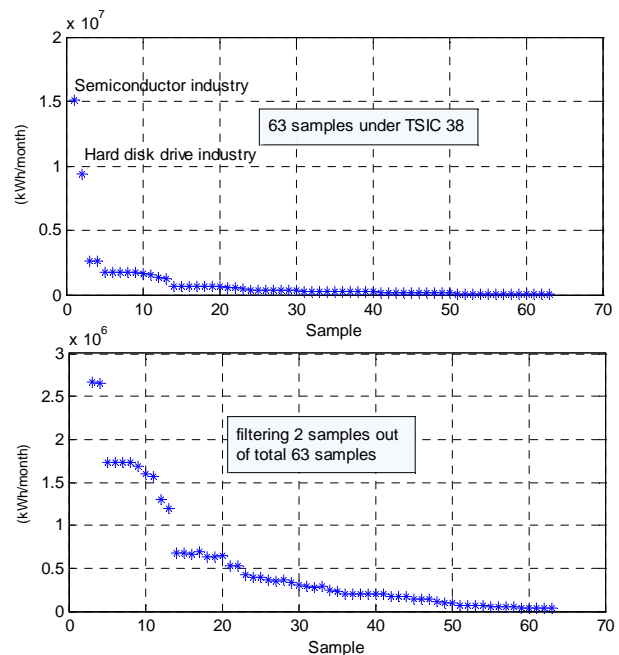 x 10^7
2
1.5
1
0.5
0
(kWh/month)
Semiconductor industry
63 samples under TSIC 38
Hard disk drive industry
0 10 20 30 40 50 60 70
Sample
x 10^6
3
2.5
2
1.5
1
0.5
0
(kWh/month)
filtering 2 samples out
of total 63 samples
0 10 20 30 40 50 60 70
Sample